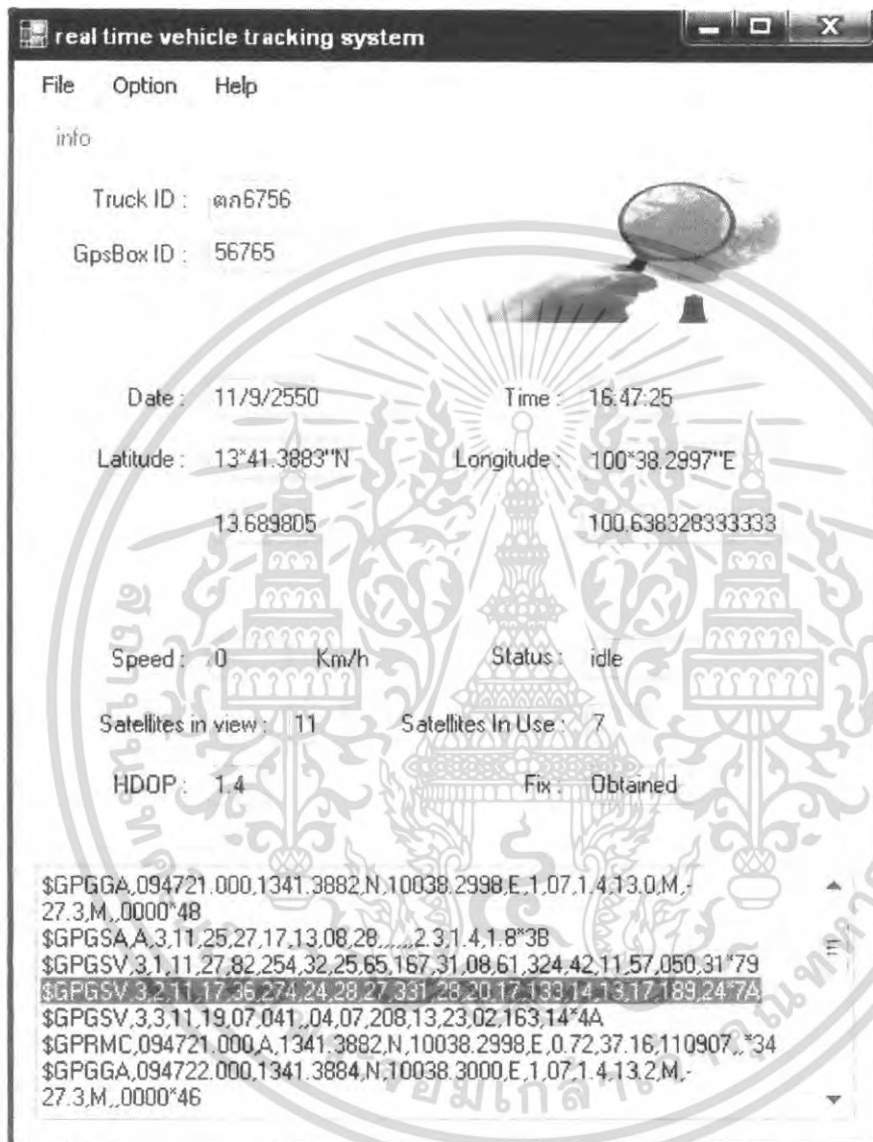 real time vehicle tracking system
File Option Help
info
Truck ID : ตก6756
GpsBox ID : 56765
Date : 11/9/2550 Time : 16:47:25
Latitude : 13*41.3883"N Longitude : 100*38.2997"E
13.689805 100.638328333333
Speed : 0 Km/h Status : idle
Satellites in view : 11 Satellites In Use : 7
HDOP : 1.4 Fix : Obtained
$GPGGA,094721.000,1341.3882,N,10038.2998,E,1,07,1.4,13.0,M,-
27.3,M,,0000*48
$GPGSA,A,3,11,25,27,17,13,08,28,,,,,,2.3,1.4,1.8*3B
$GPGSV,3,1,11,27,82,254,32,25,65,167,31,08,61,324,42,11,57,050,31*79
$GPGSV,3,2,11,17,36,274,24,28,27,331,28,20,17,133,14,13,17,189,24*7A
$GPGSV,3,3,11,19,07,041,,04,07,208,13,23,02,163,14*4A
$GPRMC,094721.000,A,1341.3882,N,10038.2998,E,0.72,37.16,110907,,*34
$GPGGA,094722.000,1341.3884,N,10038.3000,E,1,07,1.4,13.2,M,-
27.3,M,,0000*46